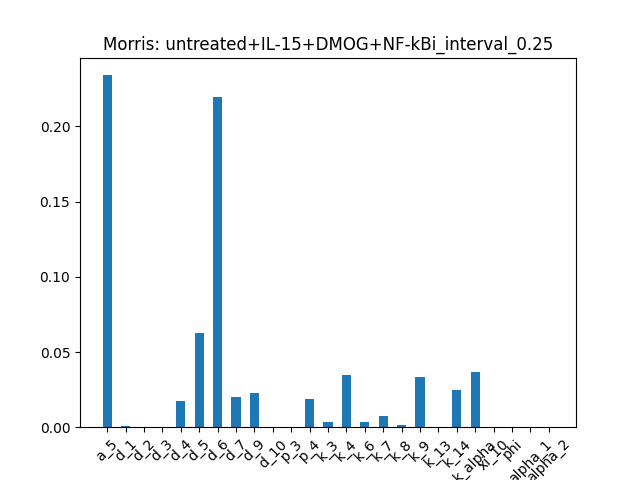 Morris: untreated+IL-15+DMOG+NF-kBi_interval_0.25
0.20
0.15
0.10
0.05
0.00
a_5
d_1
d_2
d_3
d_4
d_5
d_6
d_7
d_9
d_10
p_3
p_4
k_3
k_4
k_6
k_7
k_8
k_9
k_13
k_14
k_alpha
xi_10
phi
alpha_1
alpha_2